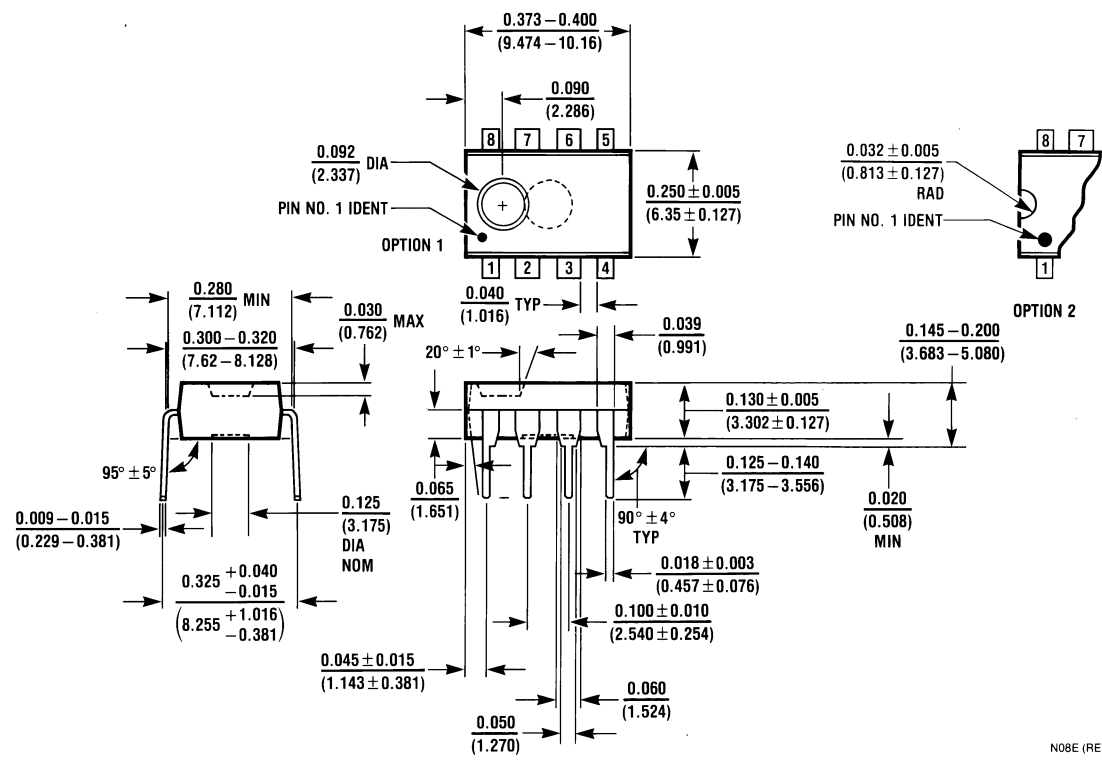 0.373 – 0.400
(9.474 – 10.16)
0.090
(2.286)
8 7 6 5
0.092 DIA
(2.337)
PIN NO. 1 IDENT
OPTION 1
0.250 ± 0.005
(6.35 ± 0.127)
1 2 3 4
8 7
0.032 ± 0.005
(0.813 ± 0.127)
RAD
PIN NO. 1 IDENT
1
OPTION 2
0.280 MIN
(7.112)
0.300 – 0.320
(7.62 – 8.128)
0.030 MAX
(0.762)
0.040 TYP
(1.016)
20° ± 1°
0.039
(0.991)
0.145 – 0.200
(3.683 – 5.080)
0.130 ± 0.005
(3.302 ± 0.127)
0.125 – 0.140
(3.175 – 3.556)
0.020
(0.508)
MIN
95° ± 5°
0.009 – 0.015
(0.229 – 0.381)
0.125
(3.175)
DIA
NOM
0.065
(1.651)
90° ± 4°
TYP
0.018 ± 0.003
(0.457 ± 0.076)
0.325 +0.040
–0.015
(8.255 +1.016
–0.381)
0.100 ± 0.010
(2.540 ± 0.254)
0.045 ± 0.015
(1.143 ± 0.381)
0.060
(1.524)
0.050
(1.270)
N08E (RE